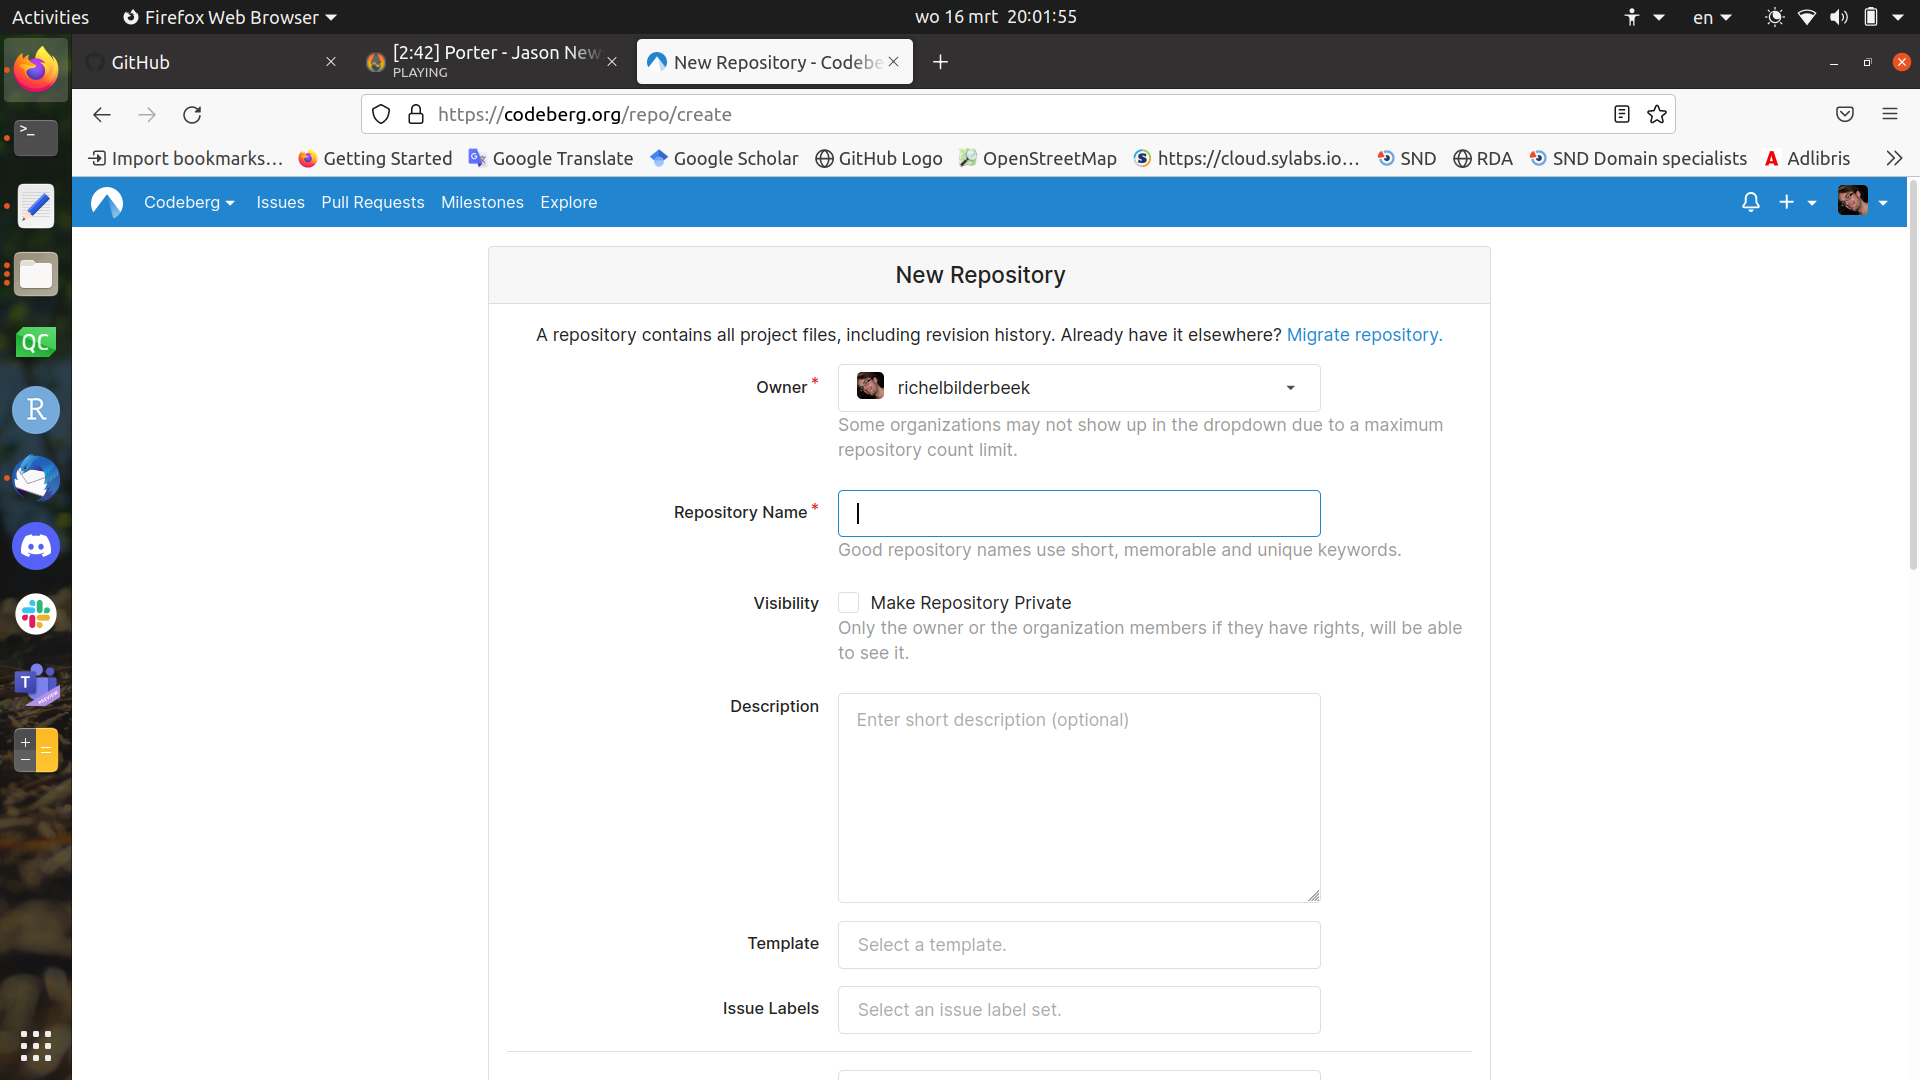 Activities Firefox Web Browser wo 16 mrt 20:01:55 en
GitHub [2:42] Porter - Jason New New Repository - Codebe
PLAYING
https://codeberg.org/repo/create
Import bookmarks... Getting Started Google Translate Google Scholar GitHub Logo OpenStreetMap https://cloud.sylabs.io... SND RDA SND Domain specialists Adlibris
Codeberg Issues Pull Requests Milestones Explore
New Repository
A repository contains all project files, including revision history. Already have it elsewhere? Migrate repository.
Owner * richelbilderbeek
Some organizations may not show up in the dropdown due to a maximum
repository count limit.
Repository Name *
Good repository names use short, memorable and unique keywords.
Visibility Make Repository Private
Only the owner or the organization members if they have rights, will be able
to see it.
Description Enter short description (optional)
Template Select a template.
Issue Labels Select an issue label set.
QC
R
T
PREVIEW